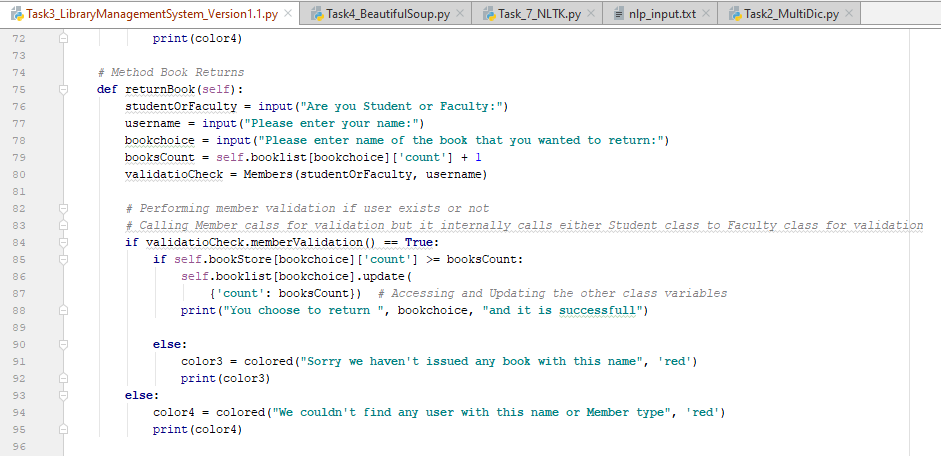 Task3_LibraryManagementSystem_Version1.1.py × Task4_BeautifulSoup.py × Task_7_NLTK.py × nlp_input.txt × Task2_MultiDic.py ×
72 print(color4)
73
74 # Method Book Returns
75 def returnBook(self):
76 studentOrFaculty = input("Are you Student or Faculty:")
77 username = input("Please enter your name:")
78 bookchoice = input("Please enter name of the book that you wanted to return:")
79 booksCount = self.booklist[bookchoice]['count'] + 1
80 validatioCheck = Members(studentOrFaculty, username)
81
82 # Performing member validation if user exists or not
83 # Calling Member calss for validation but it internally calls either Student class to Faculty class for validation
84 if validatioCheck.memberValidation() == True:
85 if self.bookStore[bookchoice]['count'] >= booksCount:
86 self.booklist[bookchoice].update(
87 {'count': booksCount}) # Accessing and Updating the other class variables
88 print("You choose to return ", bookchoice, "and it is successfull")
89
90 else:
91 color3 = colored("Sorry we haven't issued any book with this name", 'red')
92 print(color3)
93 else:
94 color4 = colored("We couldn't find any user with this name or Member type", 'red')
95 print(color4)
96